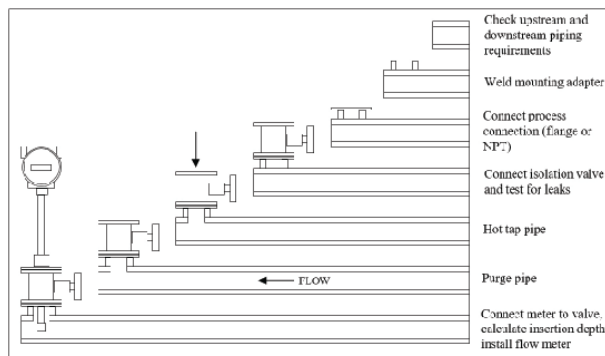 Check upstream and
downstream piping
requirements
Weld mounting adapter
Connect process
connection (flange or
NPT)
Connect isolation valve
and test for leaks
Hot tap pipe
Purge pipe
FLOW
Connect meter to valve,
calculate insertion depth
install flow meter